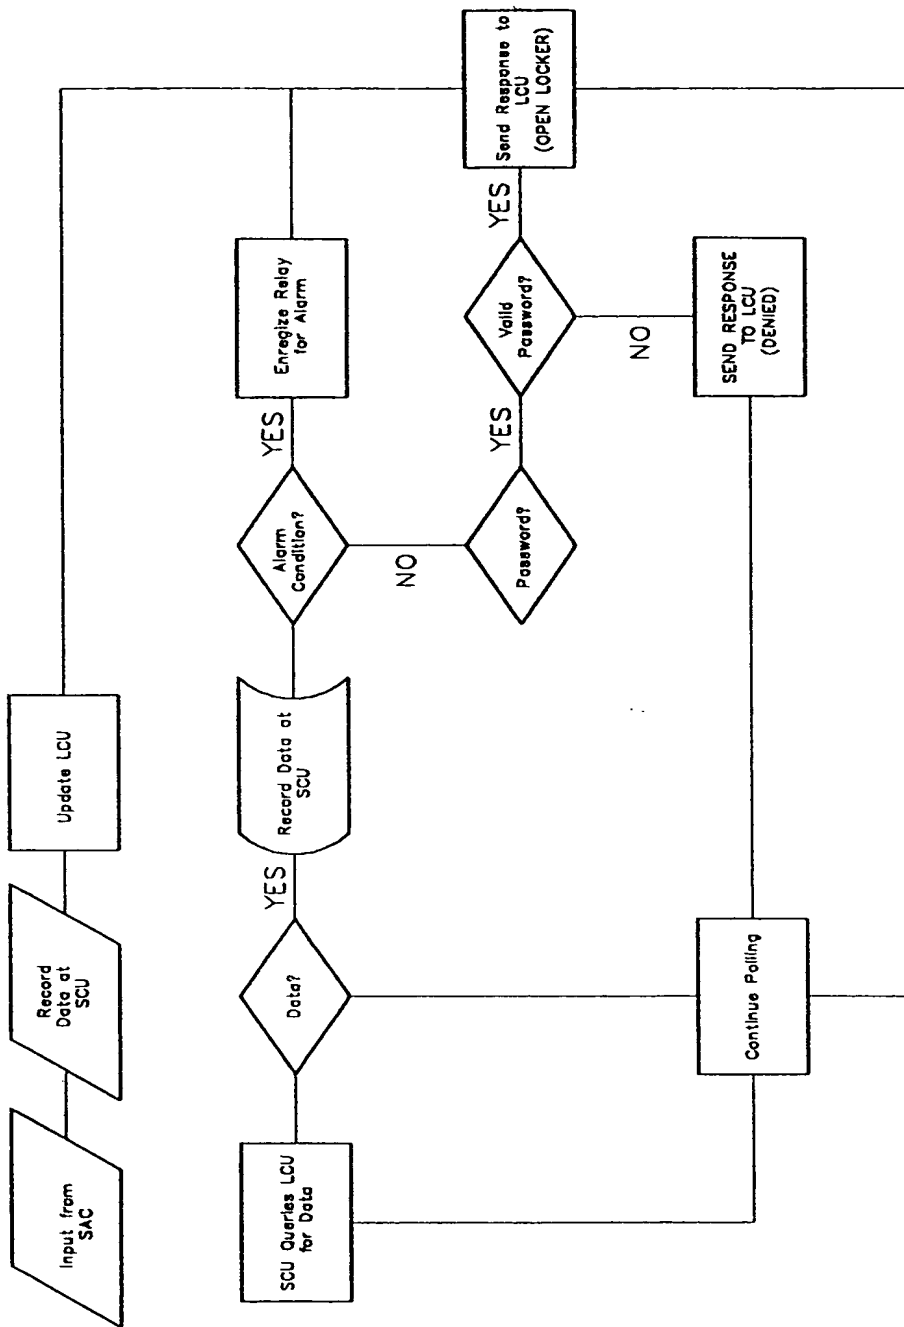 Input from
SAC
Record
Data at
SCU
Update LCU
SCU Queries LCU
for Data
Data?
YES
Record Data at
SCU
Alarm
Condition?
YES
Enregize Relay
for Alarm
NO
Password?
YES
Valid
Password?
YES
Send Response to
LCU
(OPEN LOCKER)
NO
SEND RESPONSE
TO LCU
(DENIED)
Continue Polling